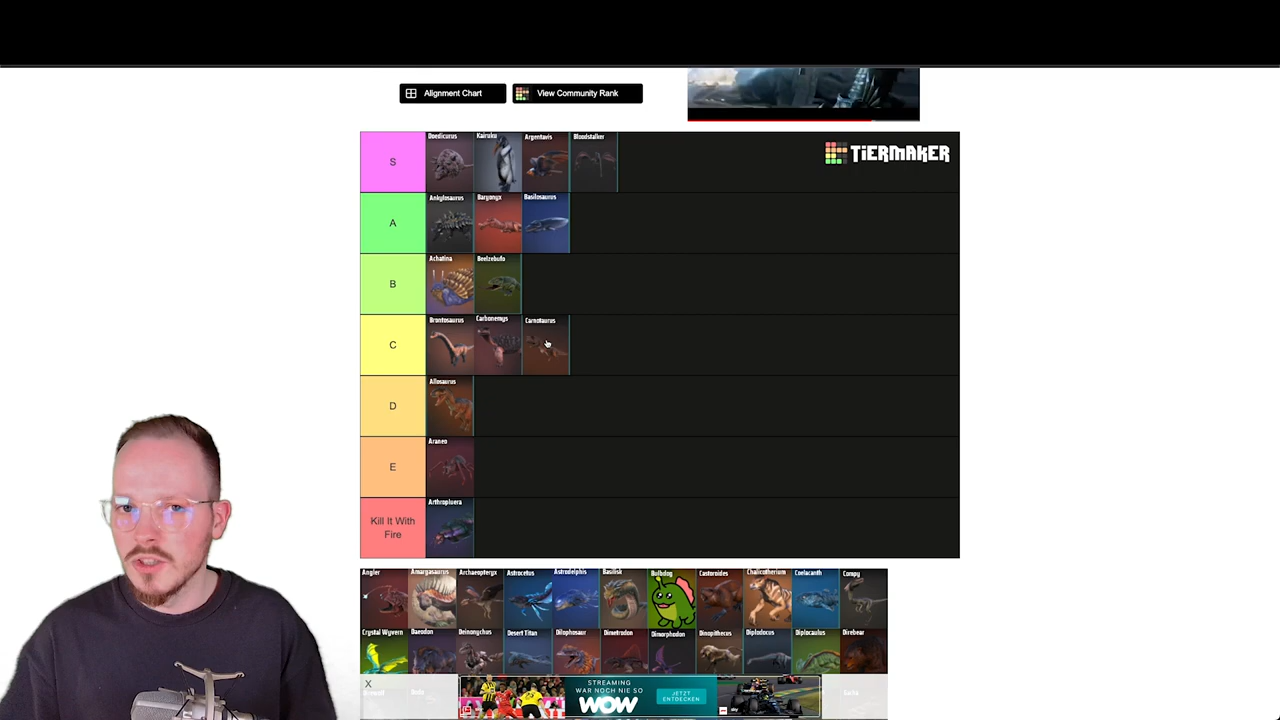 Alignment Chart
View Community Rank
TIERMAKER
S
Doedicurus
Kairuku
Argentavis
Bloodstalker
A
Ankylosaurus
Baryonyx
Basilosaurus
B
Achatina
Beelzebufo
C
Brontosaurus
Carbonemys
Carnotaurus
D
Allosaurus
E
Araneo
Kill It With
Fire
Arthropluera
Angler
Amargasaurus
Archaeopteryx
Astrocetus
Astrodelphis
Basilisk
Bulbdog
Castoroides
Chalicotherium
Coelacanth
Compy
Crystal Wyvern
Daeodon
Deinonychus
Desert Titan
Dilophosaur
Dimetrodon
Dimorphodon
Dinopithecus
Diplodocus
Diplocaulus
Direbear
X
STREAMING
WAR NOCH NIE SO
WOW
JETZT
ENTDECKEN
sky